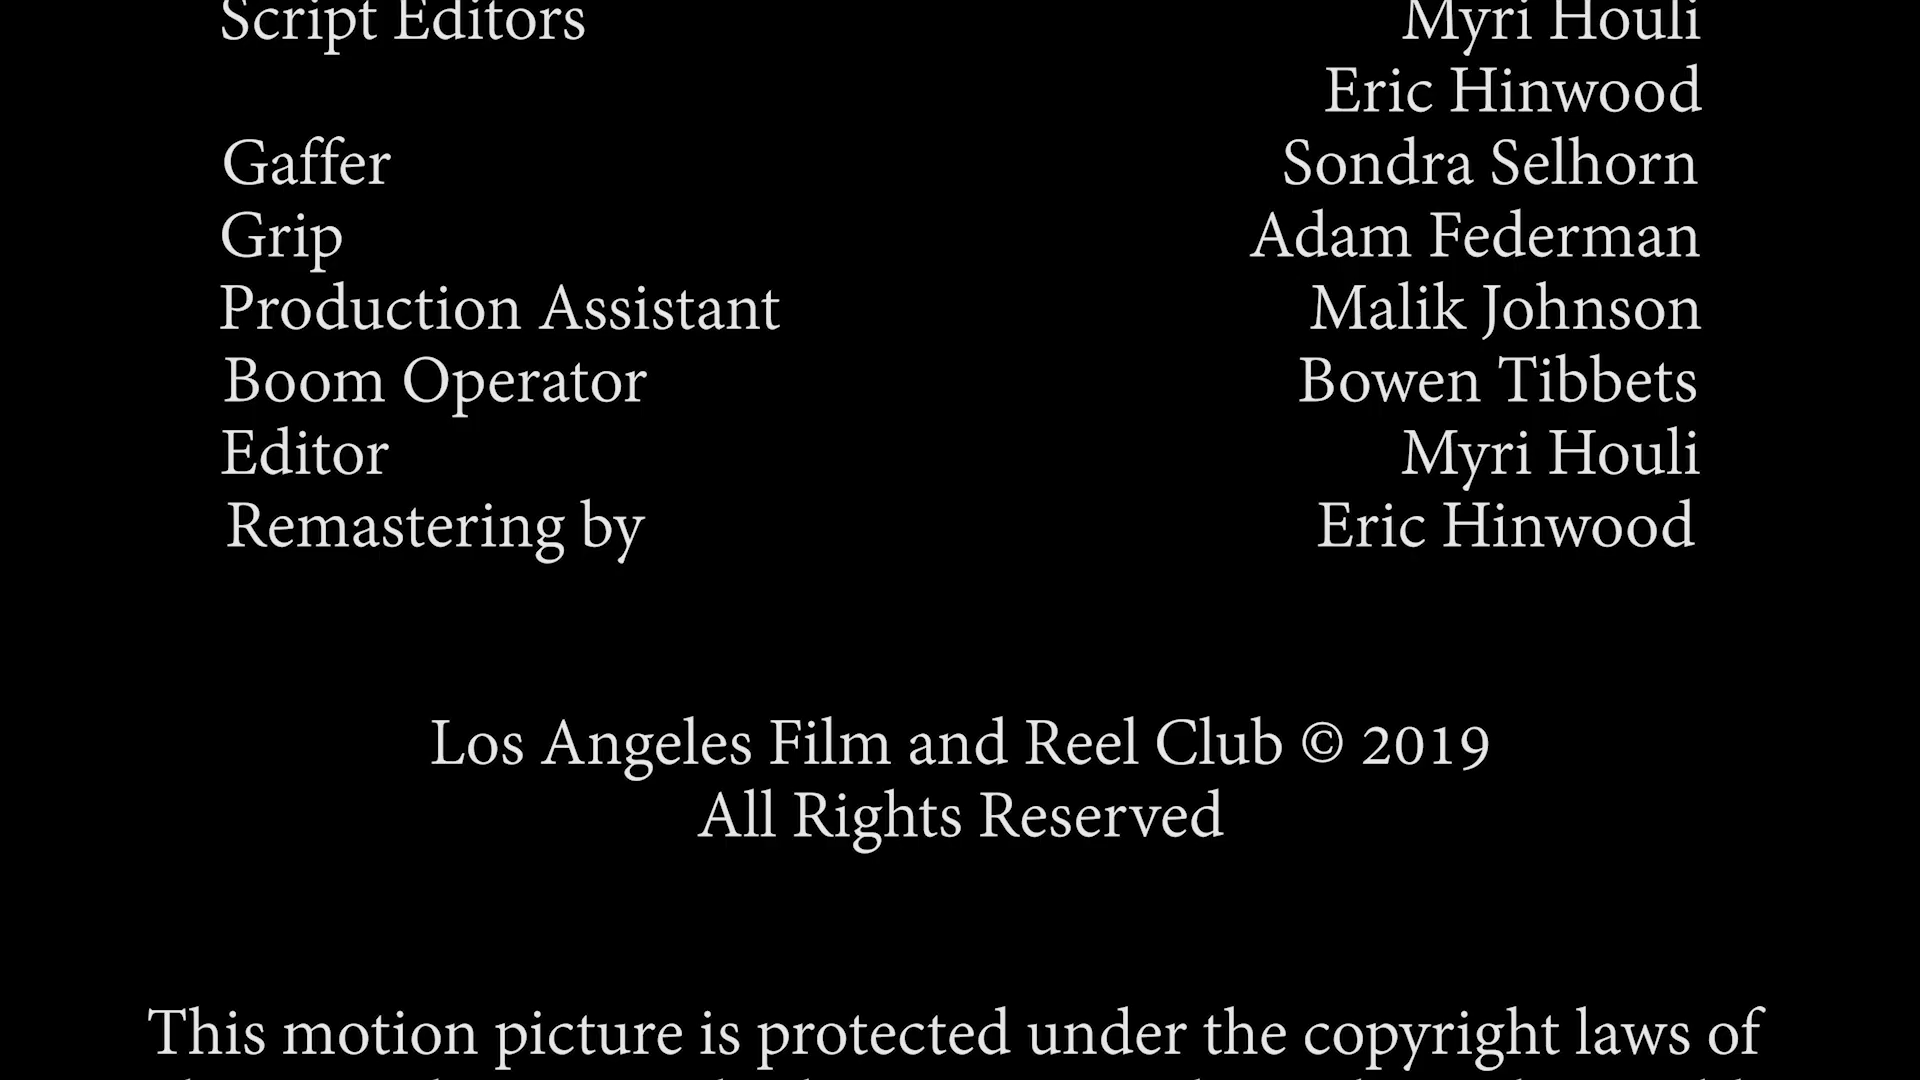 Script Editors Myri Houli
Eric Hinwood
Gaffer Sondra Selhorn
Grip Adam Federman
Production Assistant Malik Johnson
Boom Operator Bowen Tibbets
Editor Myri Houli
Remastering by Eric Hinwood
Los Angeles Film and Reel Club © 2019
All Rights Reserved
This motion picture is protected under the copyright laws of